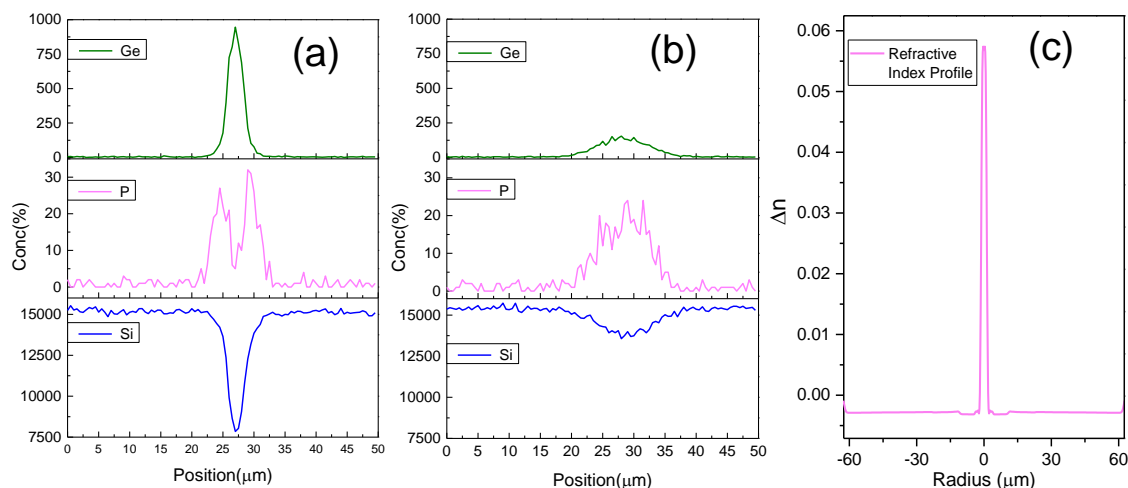 (a)
Ge
1000
750
500
250
0
P
30
20
10
0
Conc(%)
Si
15000
12500
10000
7500
0 5 10 15 20 25 30 35 40 45 50
Position(μm)
(b)
Ge
1000
750
500
250
0
P
30
20
10
0
Conc(%)
Si
15000
12500
10000
7500
0 5 10 15 20 25 30 35 40 45 50
Position(μm)
(c)
Refractive
Index Profile
0.06
0.05
0.04
0.03
0.02
0.01
0.00
Δn
-60 -30 0 30 60
Radius (μm)